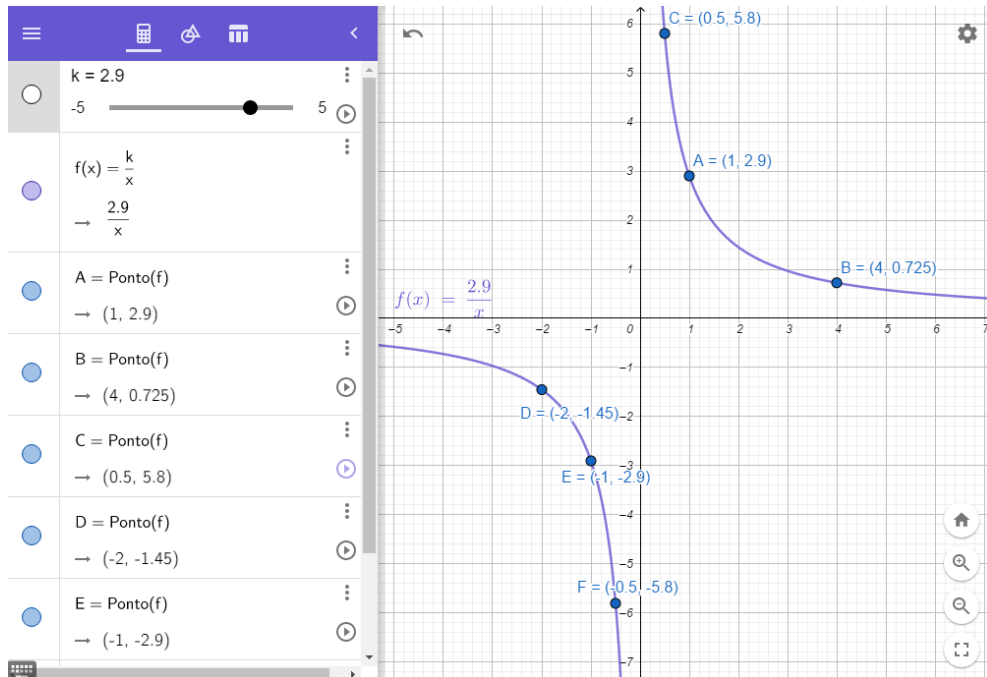 k = 2.9
-5
5
f(x) = k/x
→ 2.9/x
A = Ponto(f)
→ (1, 2.9)
B = Ponto(f)
→ (4, 0.725)
C = Ponto(f)
→ (0.5, 5.8)
D = Ponto(f)
→ (-2, -1.45)
E = Ponto(f)
→ (-1, -2.9)
C = (0.5, 5.8)
A = (1, 2.9)
B = (4, 0.725)
f(x) = 2.9/x
D = (-2, -1.45)
E = (-1, -2.9)
F = (-0.5, -5.8)
6
5
4
3
2
1
-5 -4 -3 -2 -1 0 1 2 3 4 5 6 7
-1
-2
-3
-4
-5
-6
-7